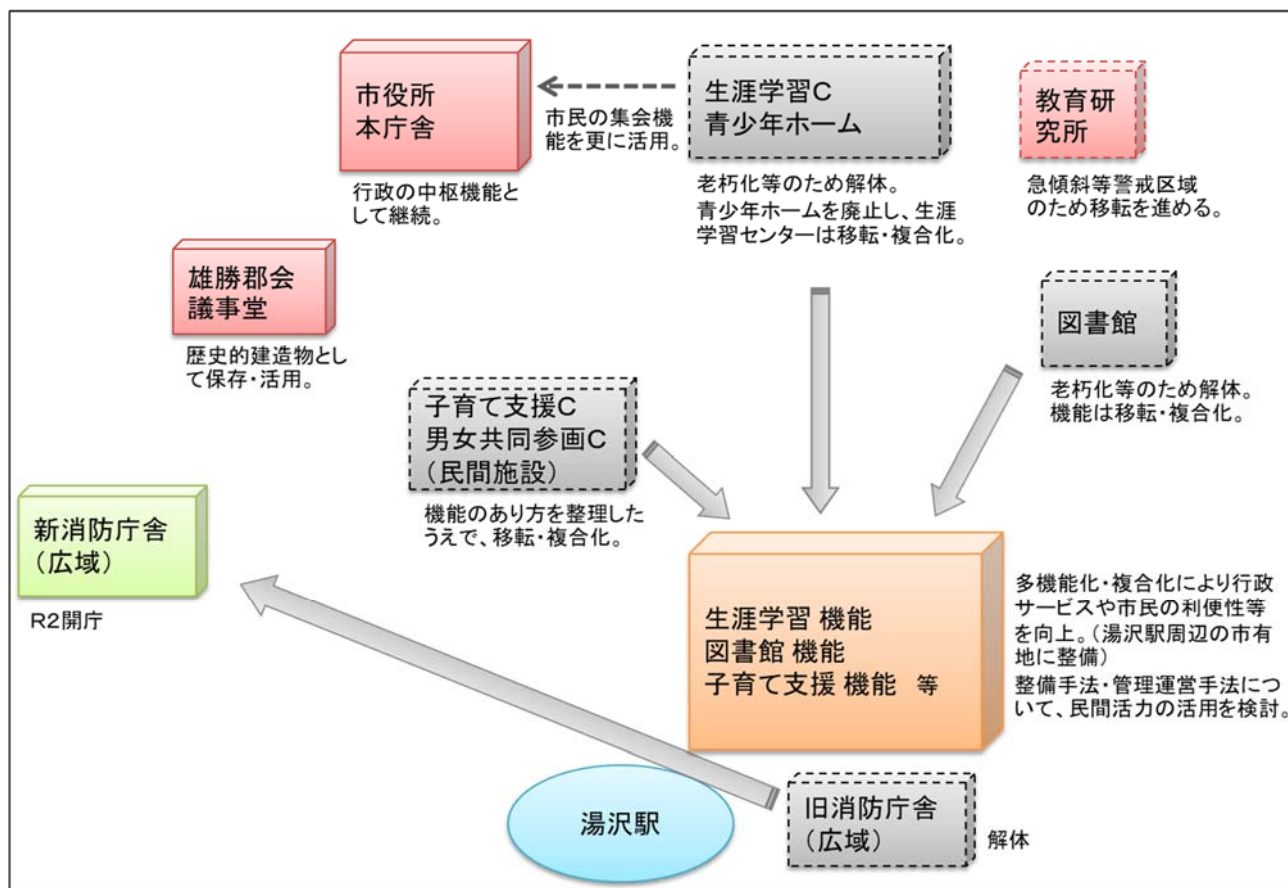 市役所
本庁舎
行政の中枢機能と
して継続。
市民の集会機
能を更に活用。
生涯学習C
青少年ホーム
老朽化等のため解体。
青少年ホームを廃止し、生涯
学習センターは移転・複合化。
教育研
究所
急傾斜等警戒区域
のため移転を進める。
雄勝郡会
議事堂
歴史的建造物とし
て保存・活用。
図書館
老朽化等のため解体。
機能は移転・複合化。
子育て支援C
男女共同参画C
(民間施設)
機能のあり方を整理した
うえで、移転・複合化。
新消防庁舎
(広域)
R2開庁
生涯学習 機能
図書館 機能
子育て支援 機能 等
多機能化・複合化により行政
サービスや市民の利便性等
を向上。(湯沢駅周辺の市有
地に整備)
整備手法・管理運営手法につ
いて、民間活力の活用を検討。
湯沢駅
旧消防庁舎
(広域)
解体